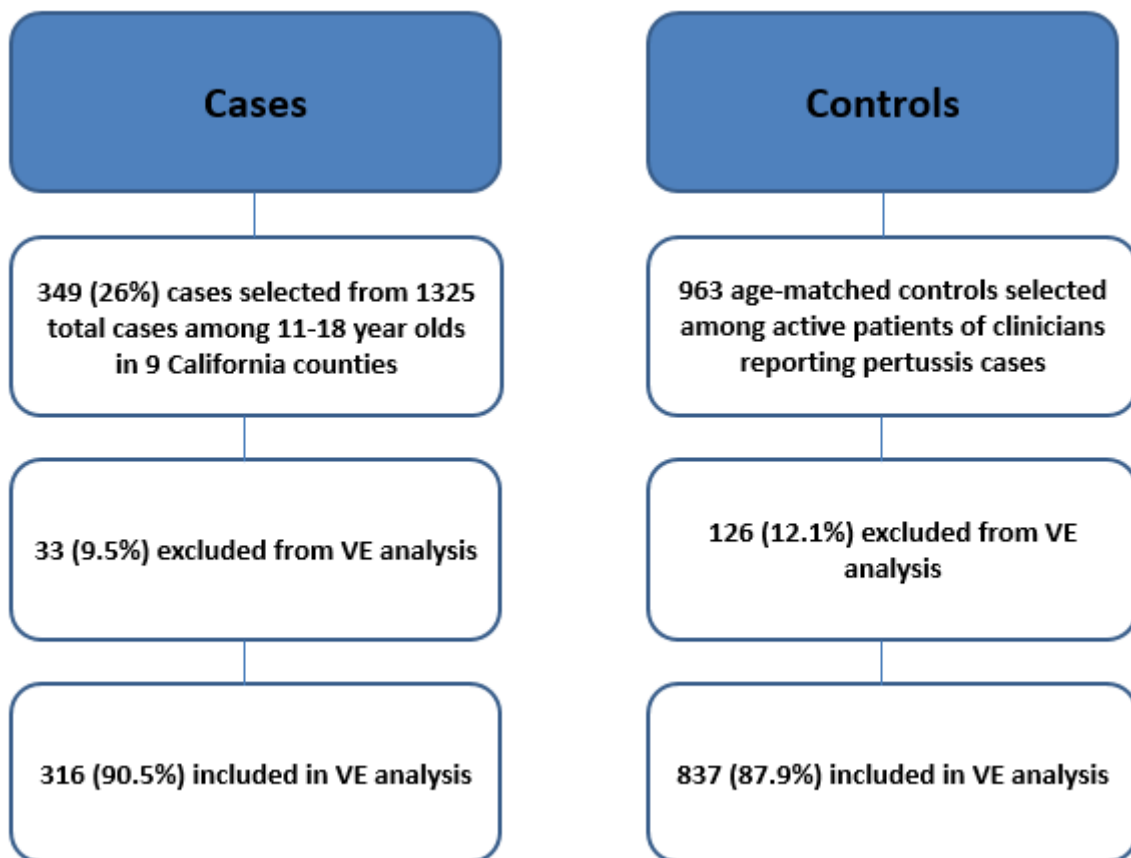 Cases
349 (26%) cases selected from 1325
total cases among 11-18 year olds
in 9 California counties
33 (9.5%) excluded from VE analysis
316 (90.5%) included in VE analysis
Controls
963 age-matched controls selected
among active patients of clinicians
reporting pertussis cases
126 (12.1%) excluded from VE
analysis
837 (87.9%) included in VE analysis